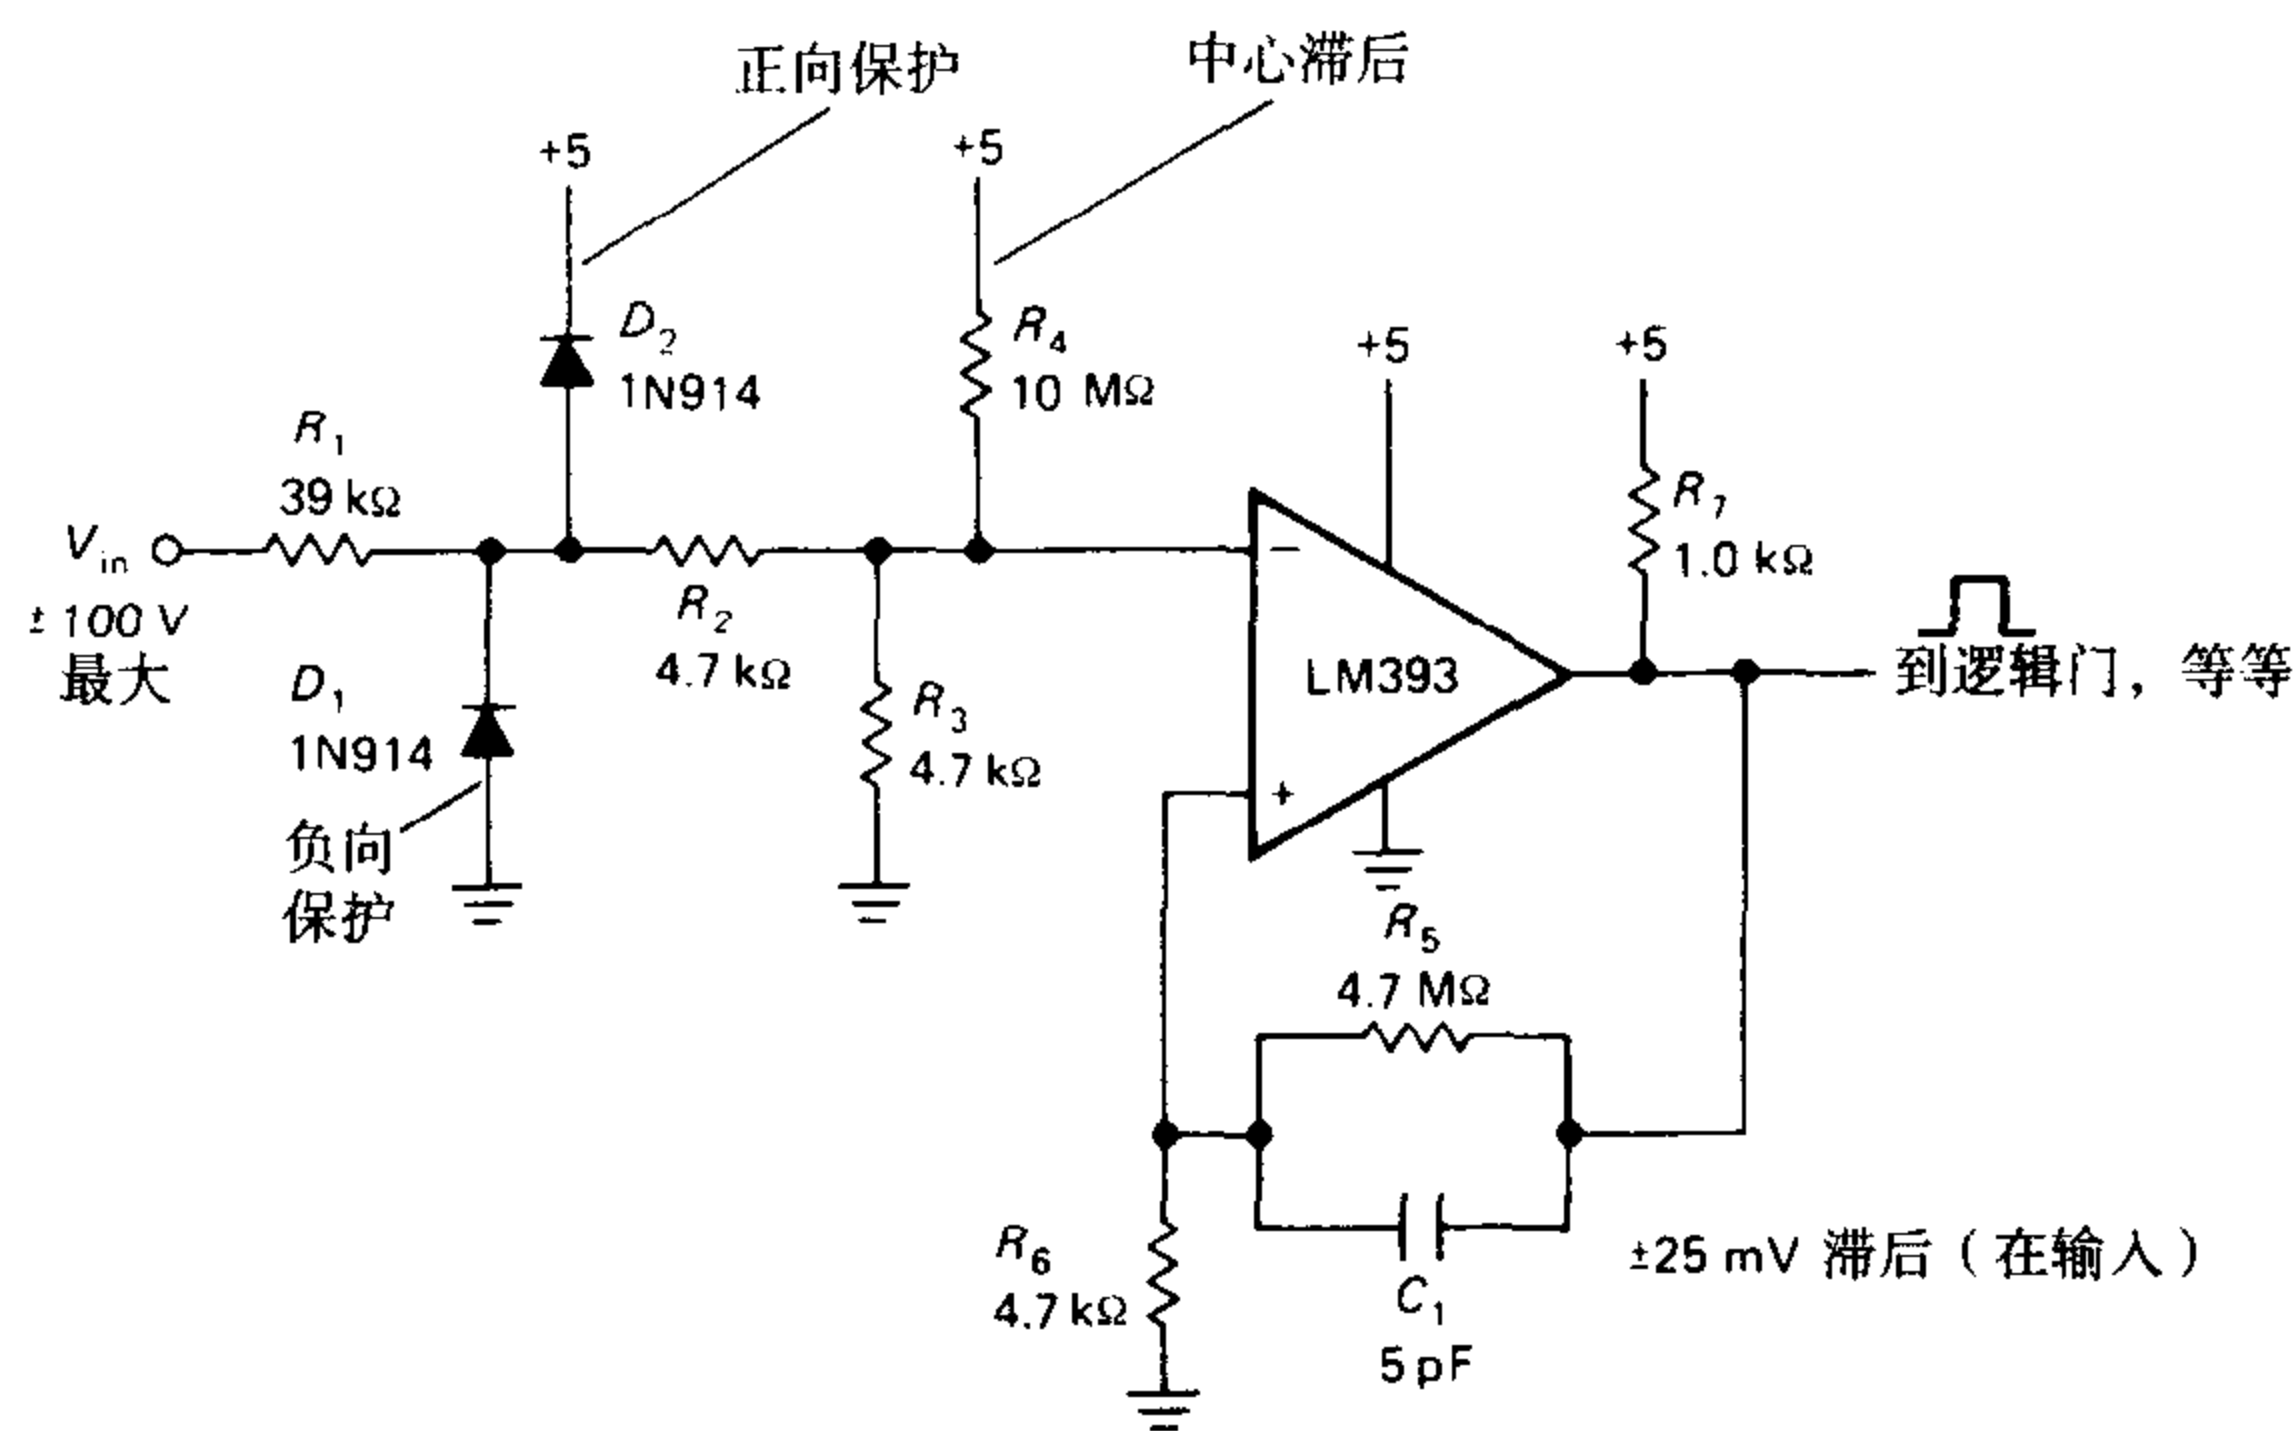 正向保护
中心滞后
+5
+5
D2
1N914
R4
10 MΩ
+5
+5
R1
39 kΩ
R7
1.0 kΩ
Vin
± 100 V
最大
R2
4.7 kΩ
D1
1N914
R3
4.7 kΩ
−
LM393
+
到逻辑门，等等
负向
保护
R5
4.7 MΩ
R6
4.7 kΩ
C1
5 pF
±25 mV 滞后（在输入）